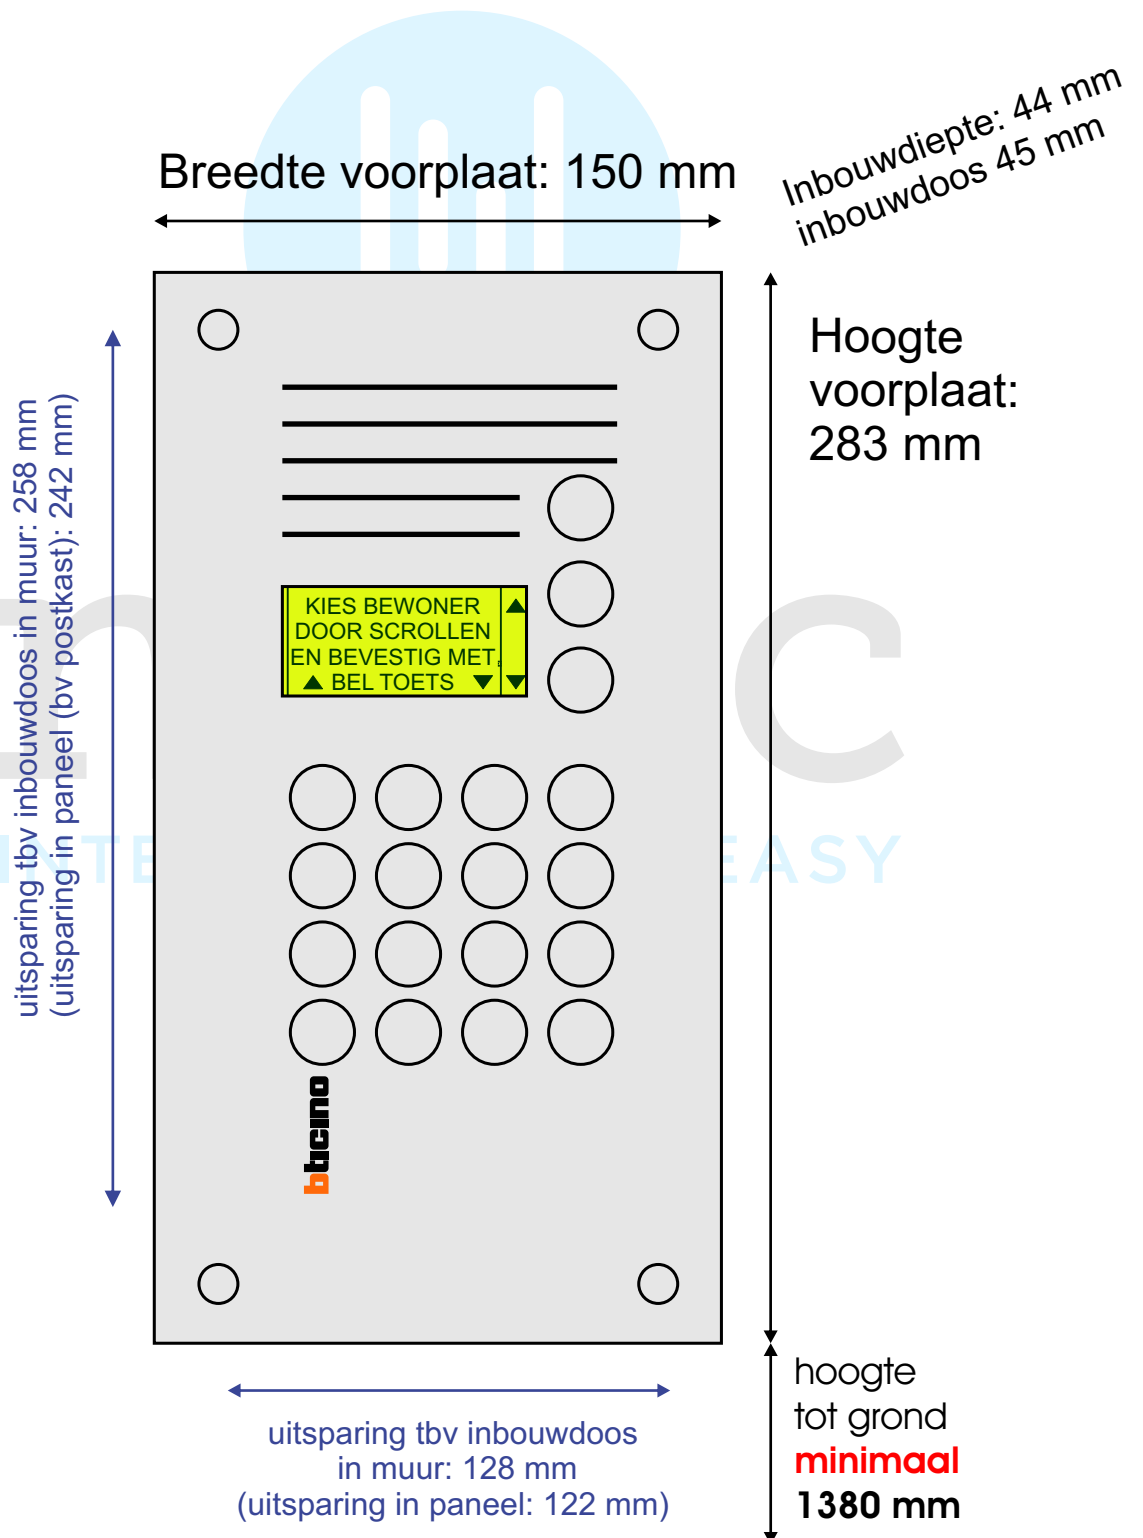 Breedte voorplaat: 150 mm
Inbouwdiepte: 44 mm
inbouwdoos 45 mm
Hoogte
voorplaat:
283 mm
uitsparing tbv inbouwdoos in muur: 258 mm
(uitsparing in paneel (bv postkast): 242 mm)
KIES BEWONER
DOOR SCROLLEN
EN BEVESTIG MET
BEL TOETS
bticino
EASY
hoogte
tot grond
minimaal
1380 mm
uitsparing tbv inbouwdoos
in muur: 128 mm
(uitsparing in paneel: 122 mm)